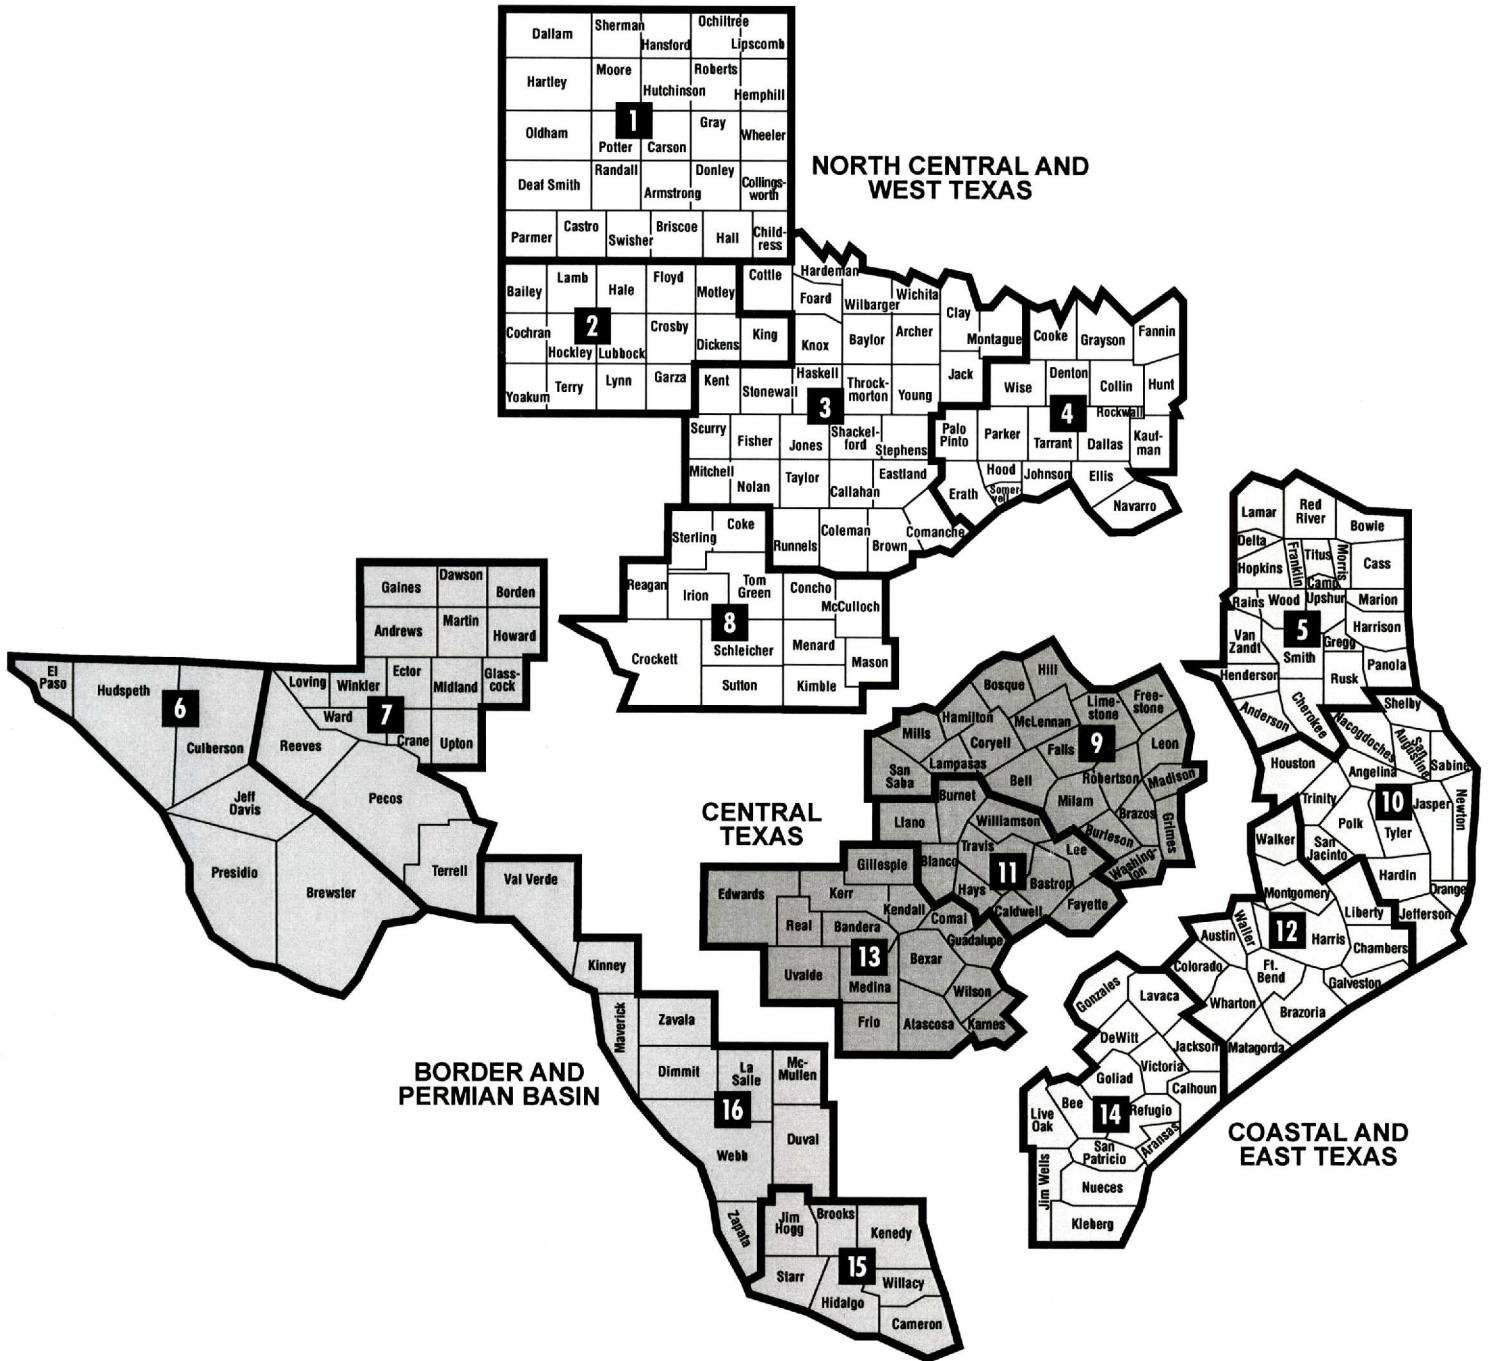 Dallam
Sherman
Hansford
Ochiltree
Lipscomb
Hartley
Moore
Hutchinson
Roberts
Hemphill
1
Oldham
Potter
Carson
Gray
Wheeler
Deaf Smith
Randall
Armstrong
Donley
Collings-
worth
Parmer
Castro
Swisher
Briscoe
Hall
Child-
ress
NORTH CENTRAL AND
WEST TEXAS
Bailey
Lamb
Hale
Floyd
Motley
Cochran
2
Hockley
Lubbock
Crosby
Dickens
King
Yoakum
Terry
Lynn
Garza
Cottle
Hardeman
Foard
Wilbarger
Wichita
Clay
Montague
Knox
Baylor
Archer
Jack
Kent
Stonewall
Haskell
Throck-
morton
Young
3
Scurry
Fisher
Jones
Shackel-
ford
Stephens
Mitchell
Nolan
Taylor
Callahan
Eastland
Runnels
Coleman
Brown
Comanche
Cooke
Grayson
Fannin
Wise
Denton
Collin
Hunt
4
Rockwall
Palo
Pinto
Parker
Tarrant
Dallas
Kauf-
man
Erath
Hood
Somer-
vell
Johnson
Ellis
Navarro
Lamar
Red
River
Bowie
Delta
Hopkins
Franklin
Titus
Morris
Camp
Cass
Rains
Wood
Upshur
Marion
5
Van
Zandt
Smith
Gregg
Harrison
Henderson
Rusk
Panola
Anderson
Cherokee
Sterling
Coke
Reagan
Irion
Tom
Green
Concho
McCulloch
8
Crockett
Schleicher
Menard
Mason
Sutton
Kimble
Gaines
Dawson
Borden
Andrews
Martin
Howard
Loving
Winkler
Ector
Midland
Glass-
cock
Ward
7
Crane
Upton
Reeves
Pecos
Terrell
El
Paso
Hudspeth
6
Culberson
Jeff
Davis
Presidio
Brewster
Bosque
Hill
Hamilton
McLennan
Lime-
stone
Free-
stone
Mills
Coryell
Falls
9
Leon
San
Saba
Lampasas
Bell
Robertson
Madison
Milam
Brazos
Grimes
Burleson
Washing-
ton
CENTRAL
TEXAS
Burnet
Llano
Williamson
Travis
Lee
Blanco
11
Hays
Bastrop
Caldwell
Fayette
Gillespie
Edwards
Kerr
Kendall
Comal
Real
Bandera
Guadalupe
13
Bexar
Uvalde
Medina
Wilson
Frio
Atascosa
Karnes
Shelby
Nacogdoches
San
Augustine
Sabine
Houston
Angelina
Trinity
10
Jasper
Newton
Polk
Tyler
San
Jacinto
Hardin
Orange
Jefferson
Walker
Montgomery
Liberty
Austin
Waller
12
Harris
Chambers
Colorado
Ft.
Bend
Galveston
Wharton
Brazoria
Matagorda
Gonzales
Lavaca
DeWitt
Jackson
Victoria
Goliad
Calhoun
Bee
14
Refugio
Live
Oak
Aransas
San
Patricio
Jim Wells
Nueces
Kleberg
COASTAL AND
EAST TEXAS
Val Verde
Kinney
Maverick
Zavala
BORDER AND
PERMIAN BASIN
Dimmit
La
Salle
Mc-
Mullen
16
Webb
Duval
Zapata
Jim
Hogg
Brooks
Kenedy
15
Starr
Hidalgo
Willacy
Cameron